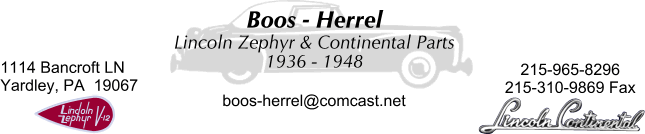 Boos - Herrel
Lincoln Zephyr & Continental Parts
1936 - 1948
1114 Bancroft LN
Yardley, PA 19067
215-965-8296
215-310-9869 Fax
boos-herrel@comcast.net
Lincoln
Zephyr V-12
Lincoln Continental